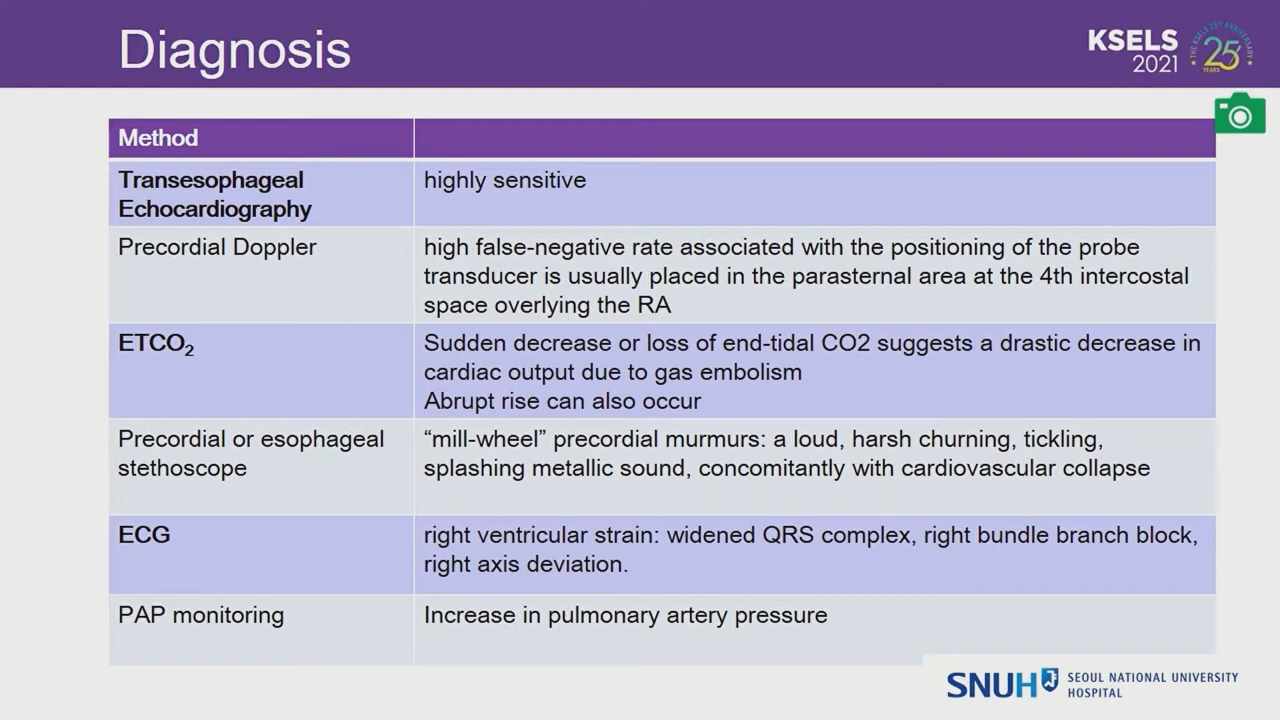 Diagnosis
KSELS
2021
THE KSELS 25TH ANNIVERSARY
25
YEARS
Method
Transesophageal
Echocardiography
highly sensitive
Precordial Doppler
high false-negative rate associated with the positioning of the probe
transducer is usually placed in the parasternal area at the 4th intercostal
space overlying the RA
ETCO₂
Sudden decrease or loss of end-tidal CO2 suggests a drastic decrease in
cardiac output due to gas embolism
Abrupt rise can also occur
Precordial or esophageal
stethoscope
“mill-wheel” precordial murmurs: a loud, harsh churning, tickling,
splashing metallic sound, concomitantly with cardiovascular collapse
ECG
right ventricular strain: widened QRS complex, right bundle branch block,
right axis deviation.
PAP monitoring
Increase in pulmonary artery pressure
SNUH
SEOUL NATIONAL UNIVERSITY
HOSPITAL